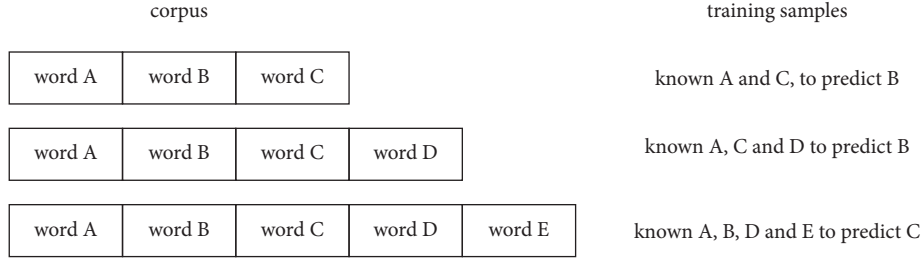 corpus training samples
word A word B word C known A and C, to predict B
word A word B word C word D known A, C and D to predict B
word A word B word C word D word E known A, B, D and E to predict C